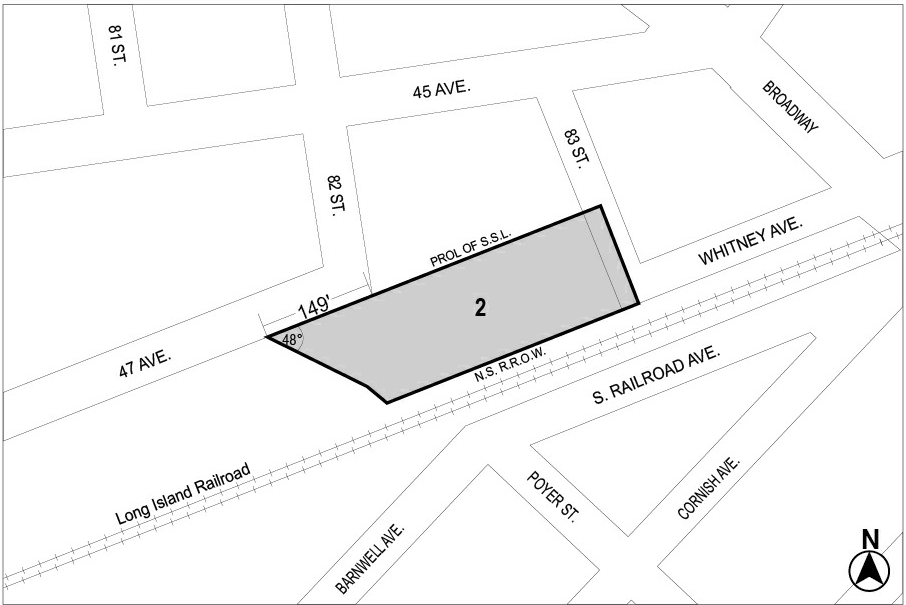 81 ST.
45 AVE.
BROADWAY
83 ST.
82 ST.
PROL OF S.S.L.
WHITNEY AVE.
149'
2
48°
47 AVE.
N.S. R.R.O.W.
S. RAILROAD AVE.
Long Island Railroad
POYER ST.
CORNISH AVE.
BARNWELL AVE.
N